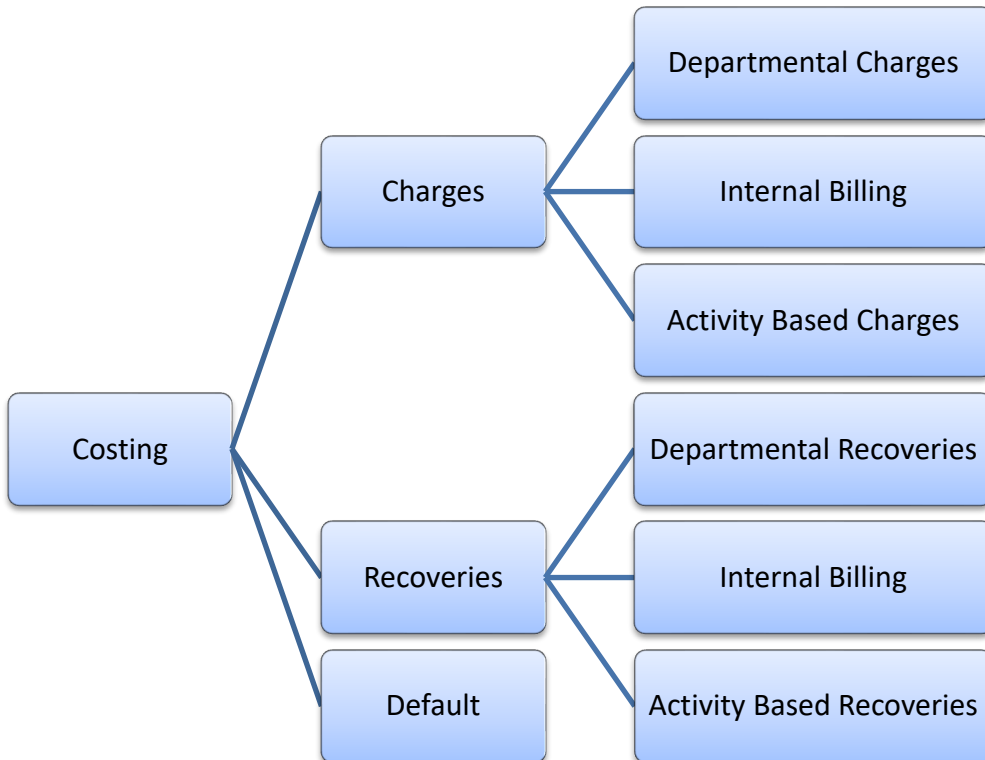 Costing
Charges
Departmental Charges
Internal Billing
Activity Based Charges
Recoveries
Departmental Recoveries
Internal Billing
Activity Based Recoveries
Default